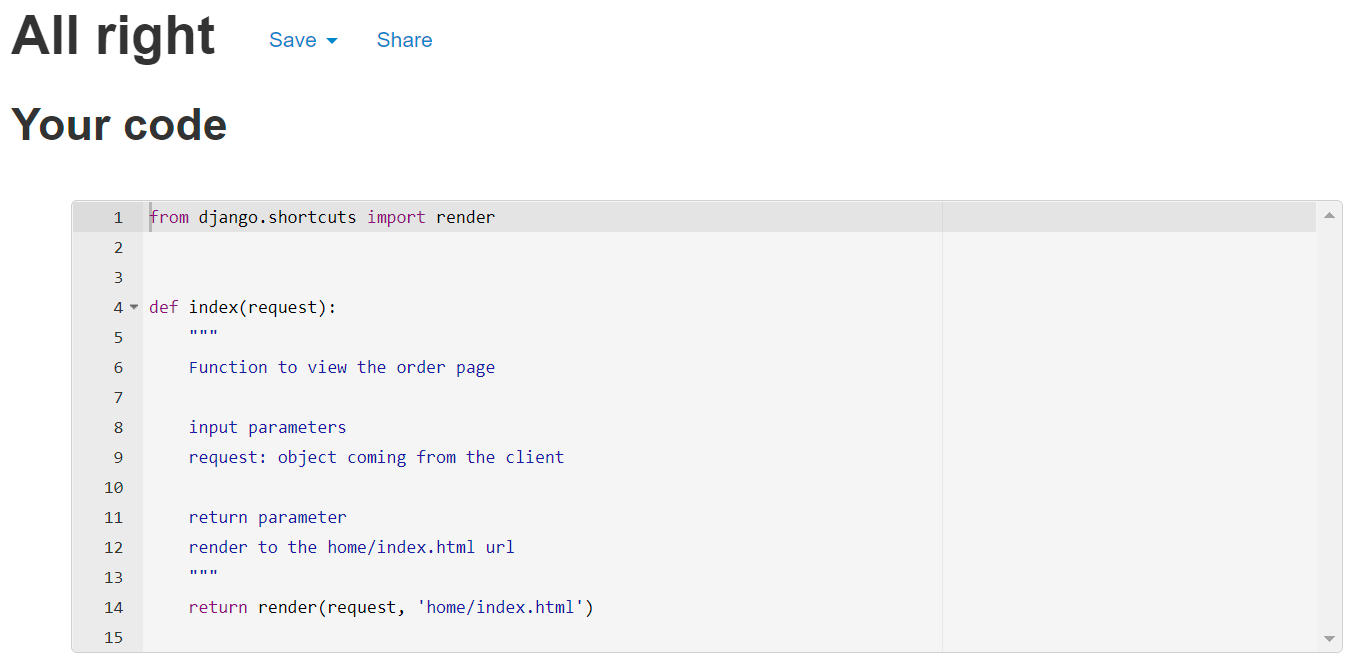 All right Save Share
Your code
1 from django.shortcuts import render
2
3
4 def index(request):
5     """
6     Function to view the order page
7
8     input parameters
9     request: object coming from the client
10
11     return parameter
12     render to the home/index.html url
13     """
14     return render(request, 'home/index.html')
15